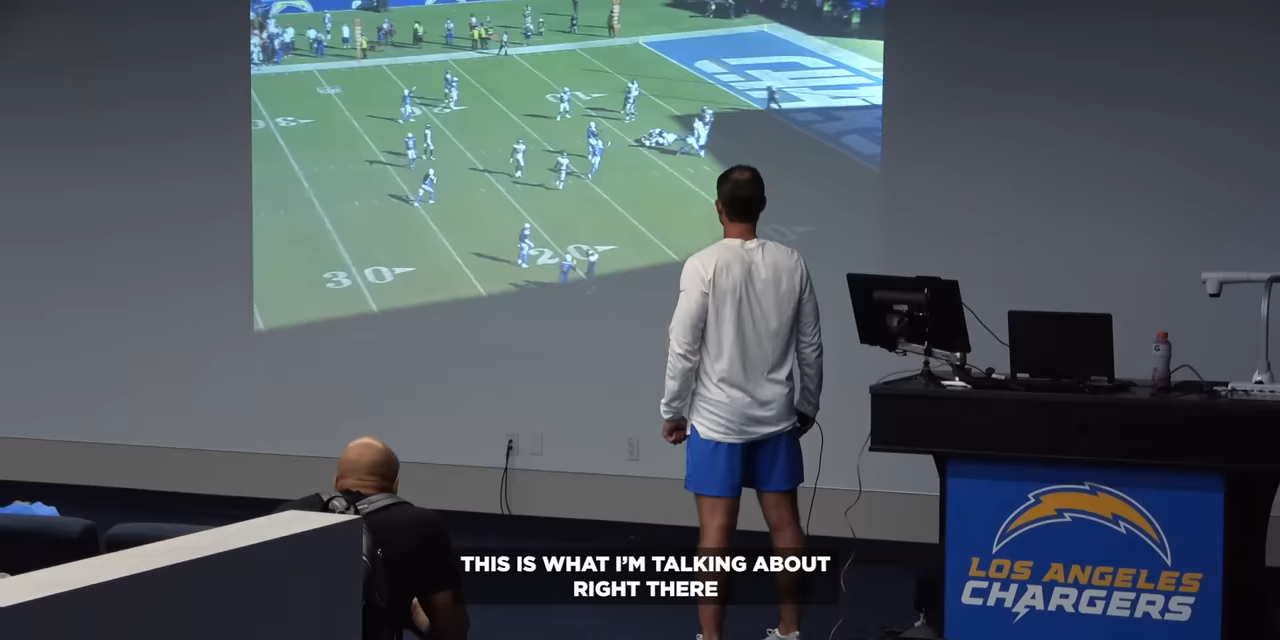 30
20
THIS IS WHAT I'M TALKING ABOUT
RIGHT THERE
LOS ANGELES
CHARGERS